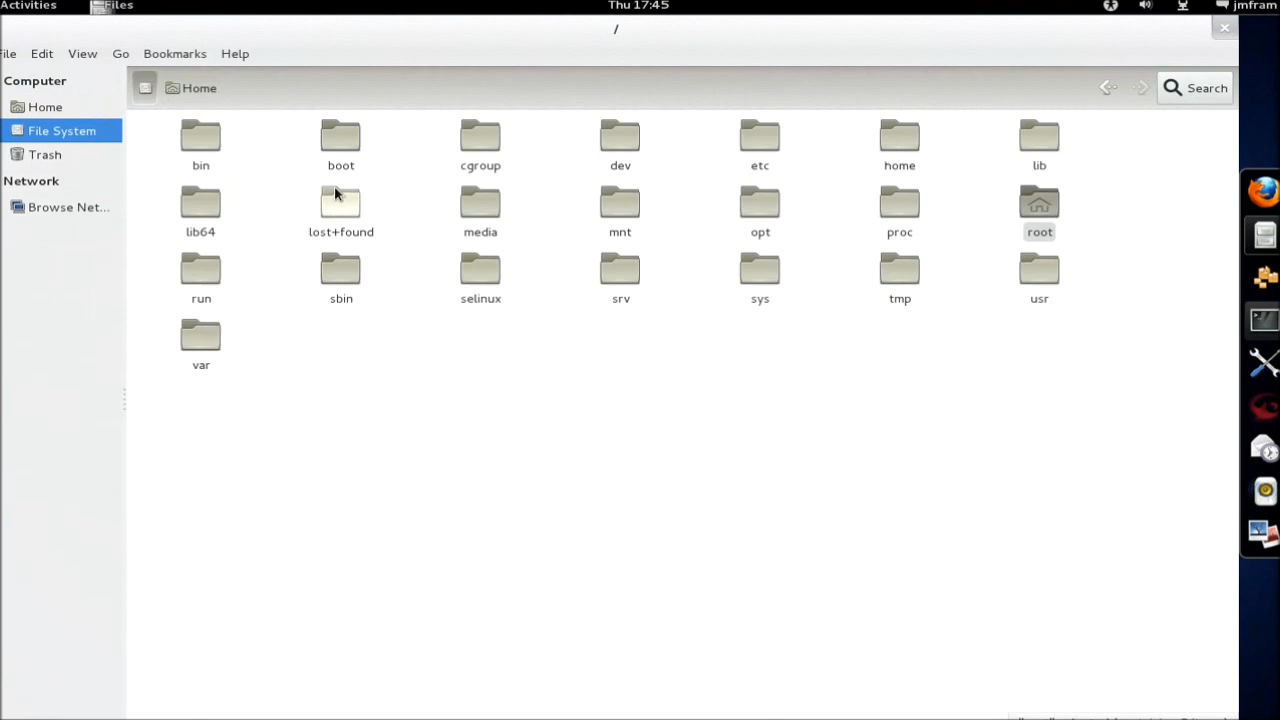 Activities Files Thu 17:45 jmfram
/
File Edit View Go Bookmarks Help
Computer
Home
File System
Trash
Network
Browse Net...
Home Search
bin boot cgroup dev etc home lib
lib64 lost+found media mnt opt proc root
run sbin selinux srv sys tmp usr
var